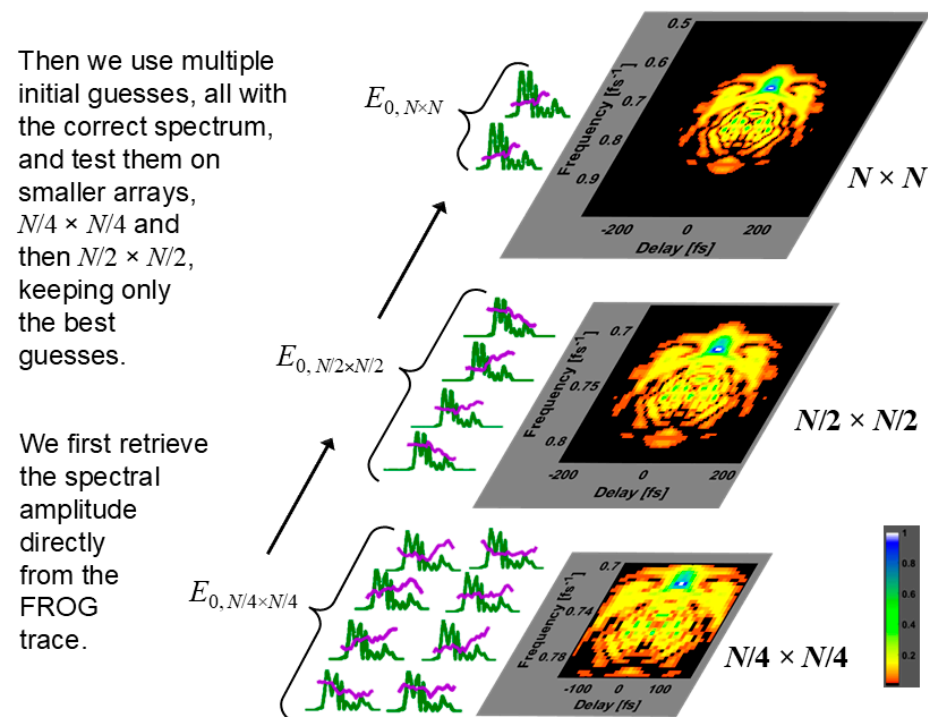 Then we use multiple
initial guesses, all with
the correct spectrum,
and test them on
smaller arrays,
N/4 × N/4 and
then N/2 × N/2,
keeping only
the best
guesses.
We first retrieve
the spectral
amplitude
directly
from the
FROG
trace.
E0, N×N
0.5
0.6
0.7
0.8
0.9
Frequency [fs-1]
-200 0 200
Delay [fs]
N × N
E0, N/2×N/2
0.7
0.75
0.8
Frequency [fs-1]
-200 0 200
Delay [fs]
N/2 × N/2
E0, N/4×N/4
0.7
0.74
0.78
Frequency [fs-1]
-100 0 100
Delay [fs]
N/4 × N/4
1
0.8
0.6
0.4
0.2